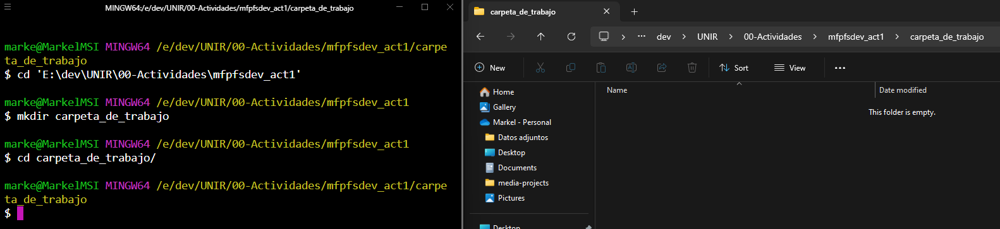 MINGW64:/e/dev/UNIR/00-Actividades/mfpfsdev_act1/carpeta_de_trabajo
marke@MarkelMSI MINGW64 /e/dev/UNIR/00-Actividades/mfpfsdev_act1/carpe
ta_de_trabajo
$ cd 'E:\dev\UNIR\00-Actividades\mfpfsdev_act1'
marke@MarkelMSI MINGW64 /e/dev/UNIR/00-Actividades/mfpfsdev_act1
$ mkdir carpeta_de_trabajo
marke@MarkelMSI MINGW64 /e/dev/UNIR/00-Actividades/mfpfsdev_act1
$ cd carpeta_de_trabajo/
marke@MarkelMSI MINGW64 /e/dev/UNIR/00-Actividades/mfpfsdev_act1/carpe
ta_de_trabajo
$
carpeta_de_trabajo
dev > UNIR > 00-Actividades > mfpfsdev_act1 > carpeta_de_trabajo
New Sort View
Name Date modified
This folder is empty.
Home
Gallery
Markel - Personal
Datos adjuntos
Desktop
Documents
media-projects
Pictures
Desktop